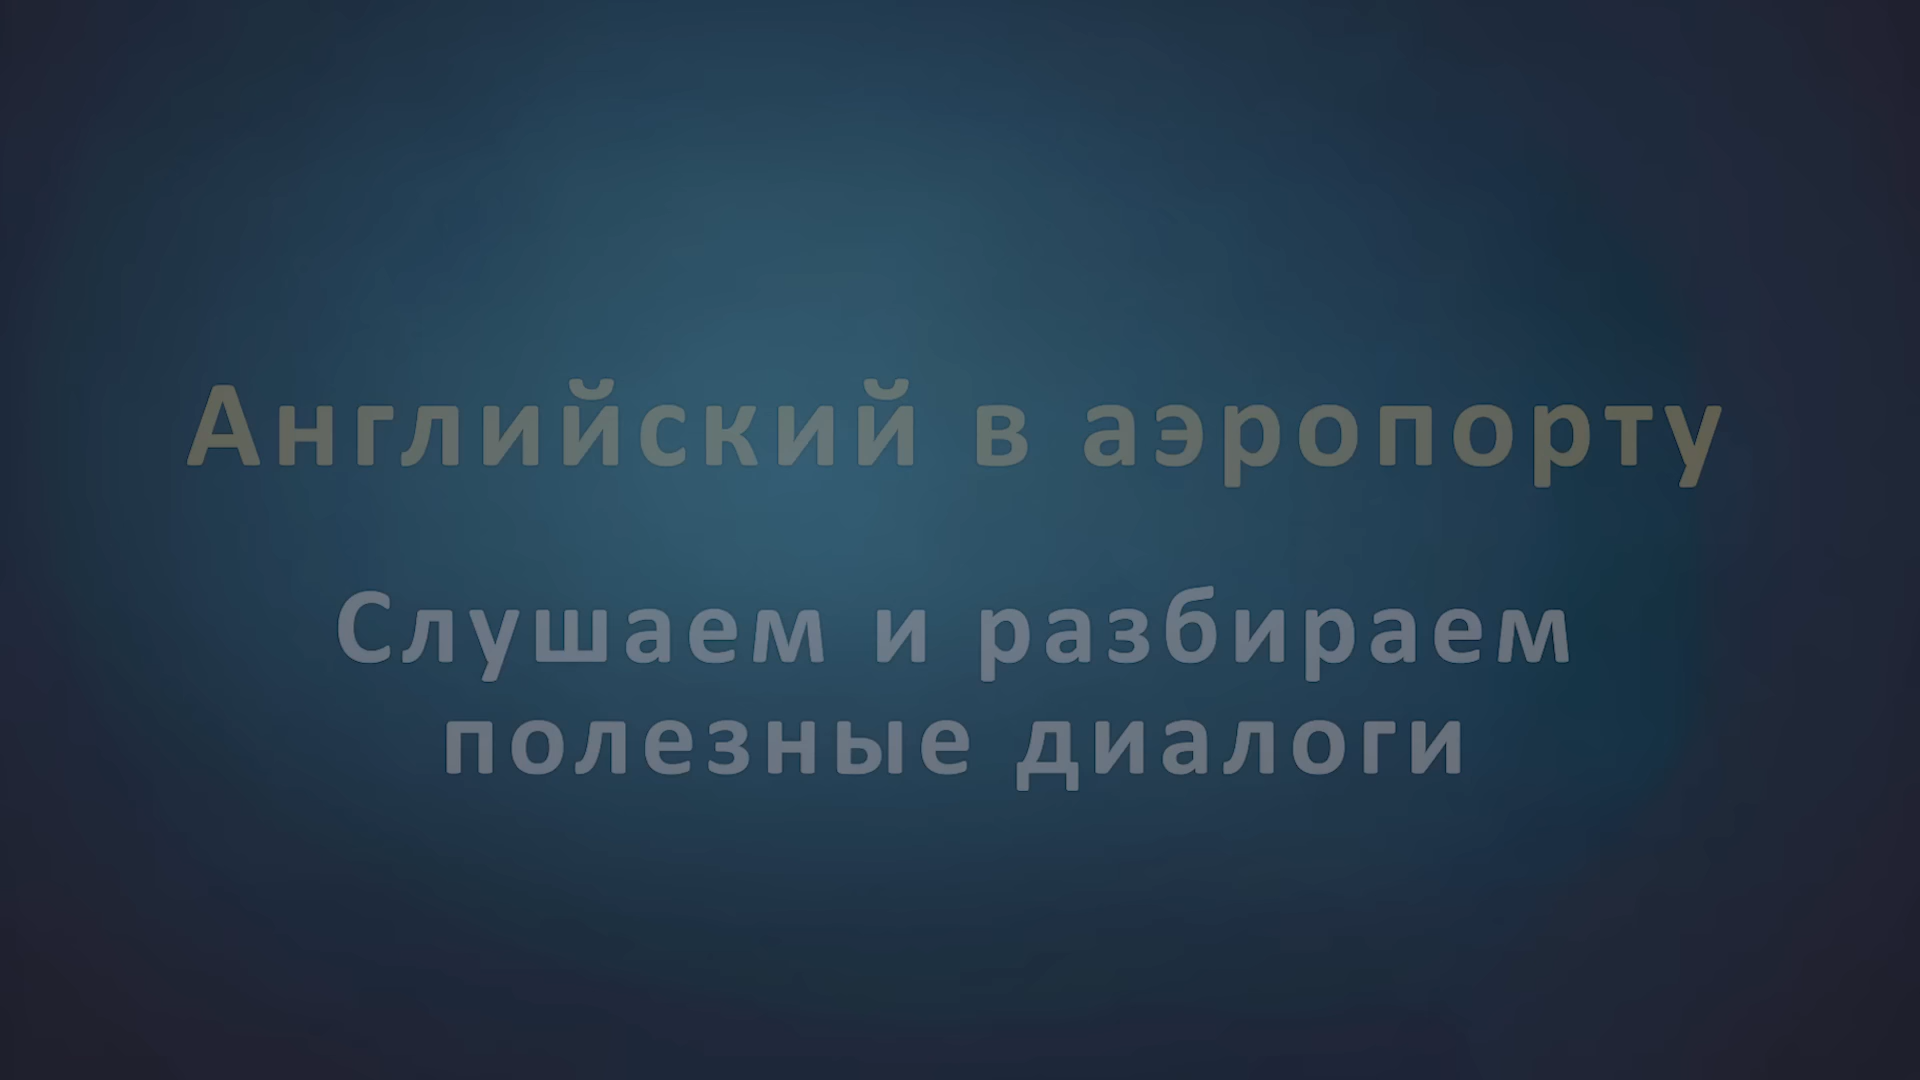 Английский в аэропорту
Слушаем и разбираем
полезные диалоги